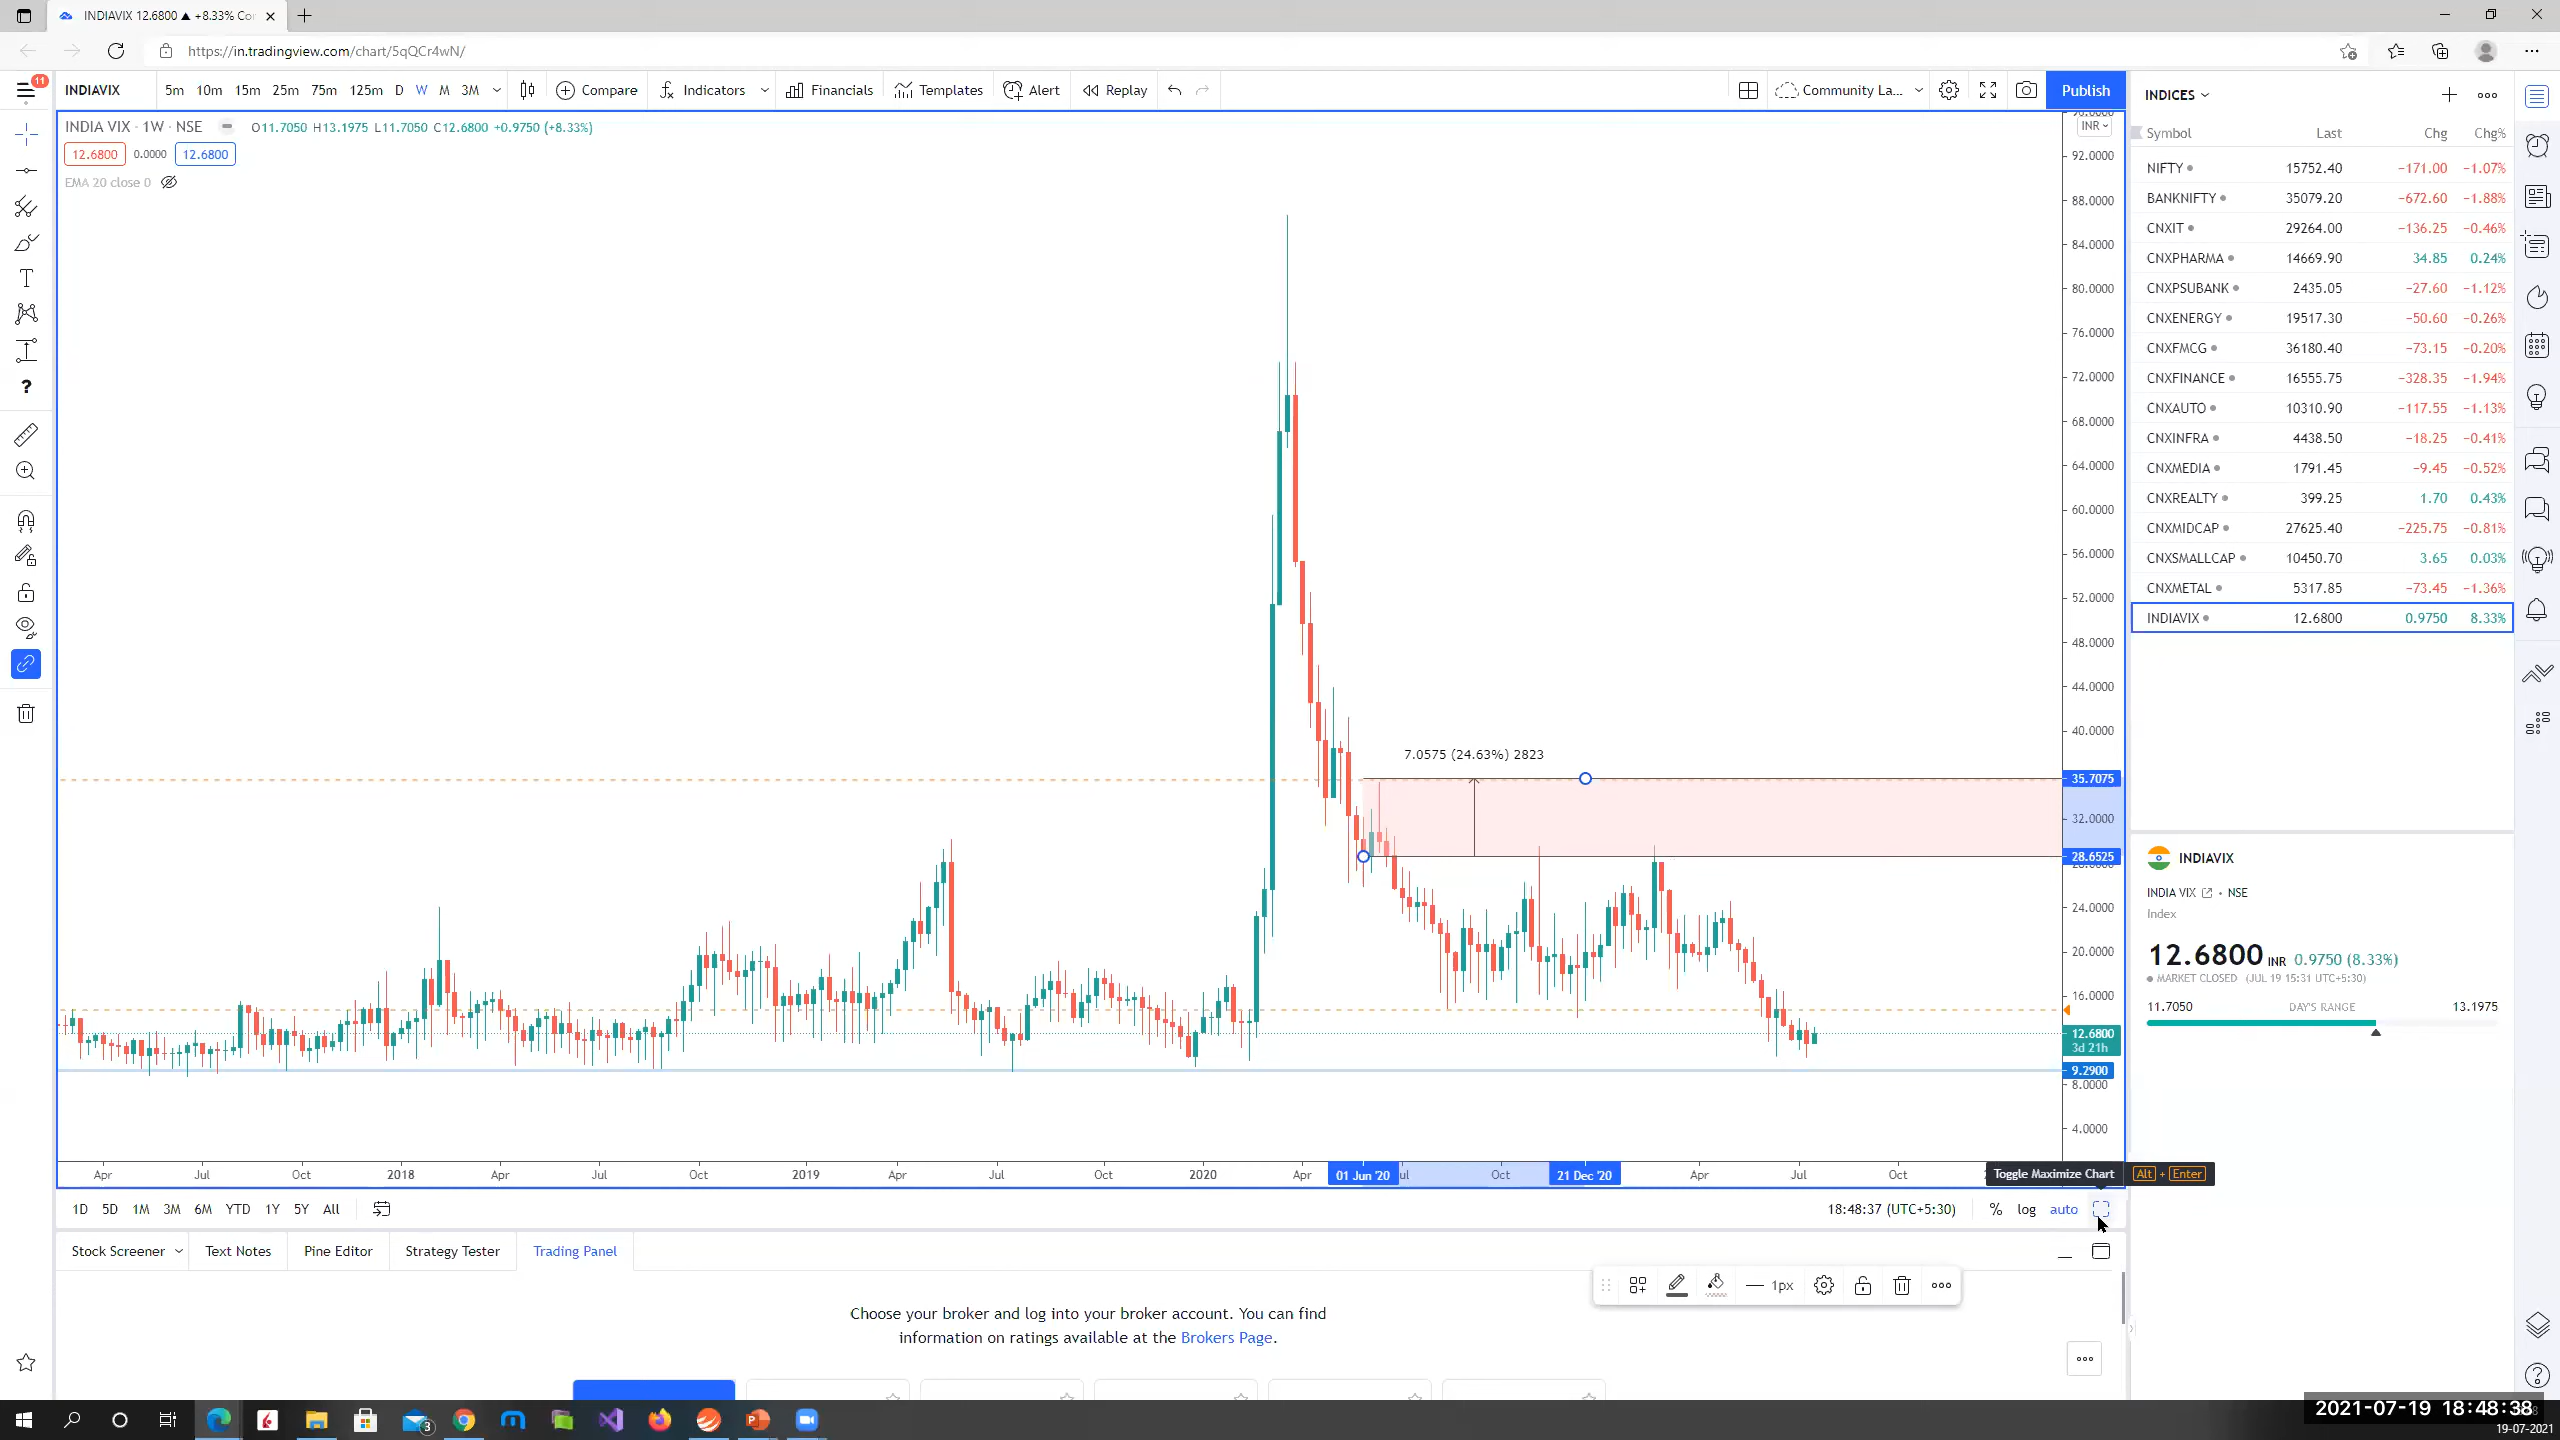 INDIAVIX 12.6800 ▲ +8.33% Co
https://in.tradingview.com/chart/5qQCr4wN/
11
INDIAVIX 5m 10m 15m 25m 75m 125m D W M 3M Compare Indicators Financials Templates Alert Replay Community La... Publish
INDIA VIX · 1W · NSE O11.7050 H13.1975 L11.7050 C12.6800 +0.9750 (+8.33%)
12.6800 0.0000 12.6800
EMA 20 close 0
INR
92.0000
88.0000
84.0000
80.0000
76.0000
72.0000
68.0000
64.0000
60.0000
56.0000
52.0000
48.0000
44.0000
40.0000
7.0575 (24.63%) 2823
35.7075
32.0000
28.6525
24.0000
20.0000
16.0000
12.6800
3d 21h
9.2900
8.0000
4.0000
Apr Jul Oct 2018 Apr Jul Oct 2019 Apr Jul Oct 2020 Apr 01 Jun '20 ul Oct 21 Dec '20 Apr Jul Oct
Toggle Maximize Chart Alt + Enter
1D 5D 1M 3M 6M YTD 1Y 5Y All 18:48:37 (UTC+5:30) % log auto
Stock Screener Text Notes Pine Editor Strategy Tester Trading Panel
1px
Choose your broker and log into your broker account. You can find
information on ratings available at the Brokers Page.
INDICES
Symbol Last Chg Chg%
NIFTY 15752.40 −171.00 −1.07%
BANKNIFTY 35079.20 −672.60 −1.88%
CNXIT 29264.00 −136.25 −0.46%
CNXPHARMA 14669.90 34.85 0.24%
CNXPSUBANK 2435.05 −27.60 −1.12%
CNXENERGY 19517.30 −50.60 −0.26%
CNXFMCG 36180.40 −73.15 −0.20%
CNXFINANCE 16555.75 −328.35 −1.94%
CNXAUTO 10310.90 −117.55 −1.13%
CNXINFRA 4438.50 −18.25 −0.41%
CNXMEDIA 1791.45 −9.45 −0.52%
CNXREALTY 399.25 1.70 0.43%
CNXMIDCAP 27625.40 −225.75 −0.81%
CNXSMALLCAP 10450.70 3.65 0.03%
CNXMETAL 5317.85 −73.45 −1.36%
INDIAVIX 12.6800 0.9750 8.33%
INDIAVIX
INDIA VIX • NSE
Index
12.6800 INR 0.9750 (8.33%)
MARKET CLOSED (JUL 19 15:31 UTC+5:30)
11.7050 DAY'S RANGE 13.1975
3
2021-07-19 18:48:38
19-07-2021